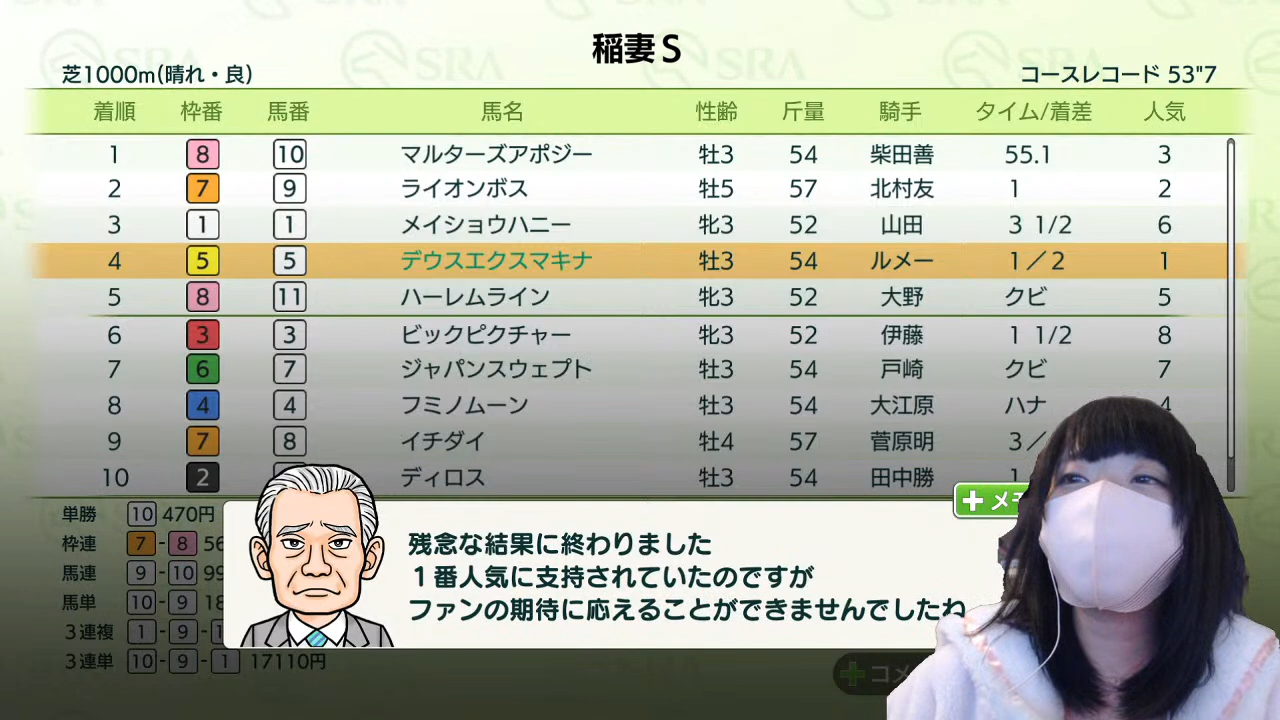 稲妻S
芝1000m(晴れ・良)
コースレコード 53"7
着順 枠番 馬番 馬名 性齢 斤量 騎手 タイム/着差 人気
1 8 10 マルターズアポジー 牡3 54 柴田善 55.1 3
2 7 9 ライオンボス 牡5 57 北村友 1 2
3 1 1 メイショウハニー 牝3 52 山田 3 1/2 6
4 5 5 デウスエクスマキナ 牡3 54 ルメー 1/2 1
5 8 11 ハーレムライン 牝3 52 大野 クビ 5
6 3 3 ビックピクチャー 牝3 52 伊藤 1 1/2 8
7 6 7 ジャパンスウェプト 牡3 54 戸崎 クビ 7
8 4 4 フミノムーン 牡3 54 大江原 ハナ 4
9 7 8 イチダイ 牡4 57 菅原明 3/
10 2 ディロス 牡3 54 田中勝 1
単勝 10 470円
枠連 7-8 56
馬連 9-10 99
馬単 10-9 18
3連複 1-9-1
3連単 10-9-1 17110円
メモ
残念な結果に終わりました
1番人気に支持されていたのですが
ファンの期待に応えることができませんでしたね
コメ
SRA